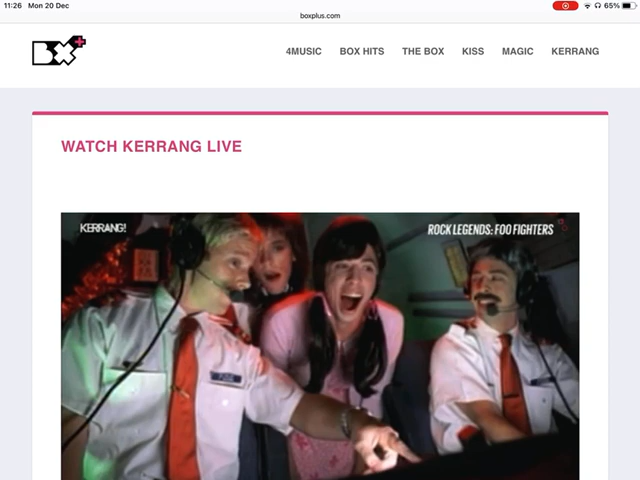 11:26 Mon 20 Dec
boxplus.com
65%
BX+
4MUSIC BOX HITS THE BOX KISS MAGIC KERRANG
WATCH KERRANG LIVE
KERRANG!
ROCK LEGENDS: FOO FIGHTERS